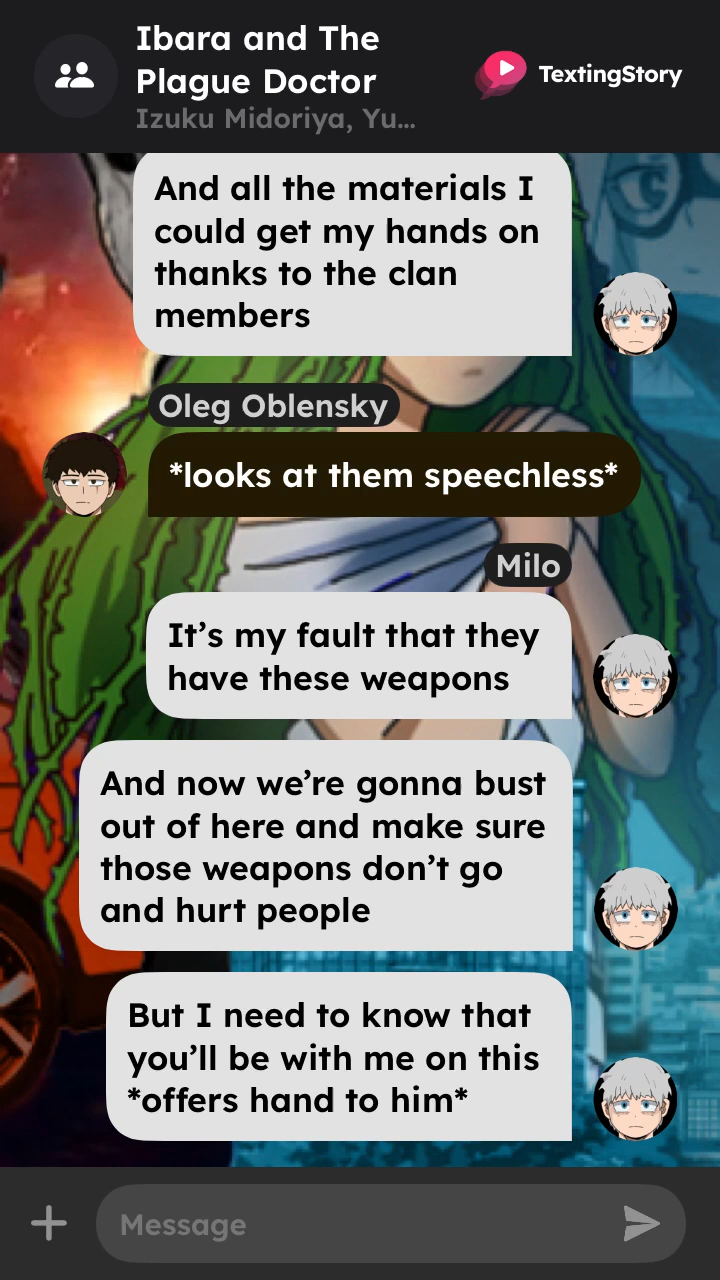 Ibara and The
Plague Doctor
Izuku Midoriya, Yu...
TextingStory
And all the materials I
could get my hands on
thanks to the clan
members
Oleg Oblensky
*looks at them speechless*
Milo
It’s my fault that they
have these weapons
And now we’re gonna bust
out of here and make sure
those weapons don’t go
and hurt people
But I need to know that
you’ll be with me on this
*offers hand to him*
Message